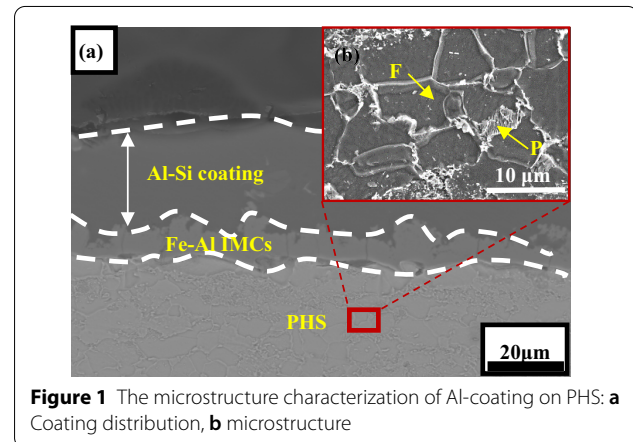 (a)
(b)
F
P
10 μm
Al-Si coating
Fe-Al IMCs
PHS
20μm
Figure 1 The microstructure characterization of Al-coating on PHS: a
Coating distribution, b microstructure